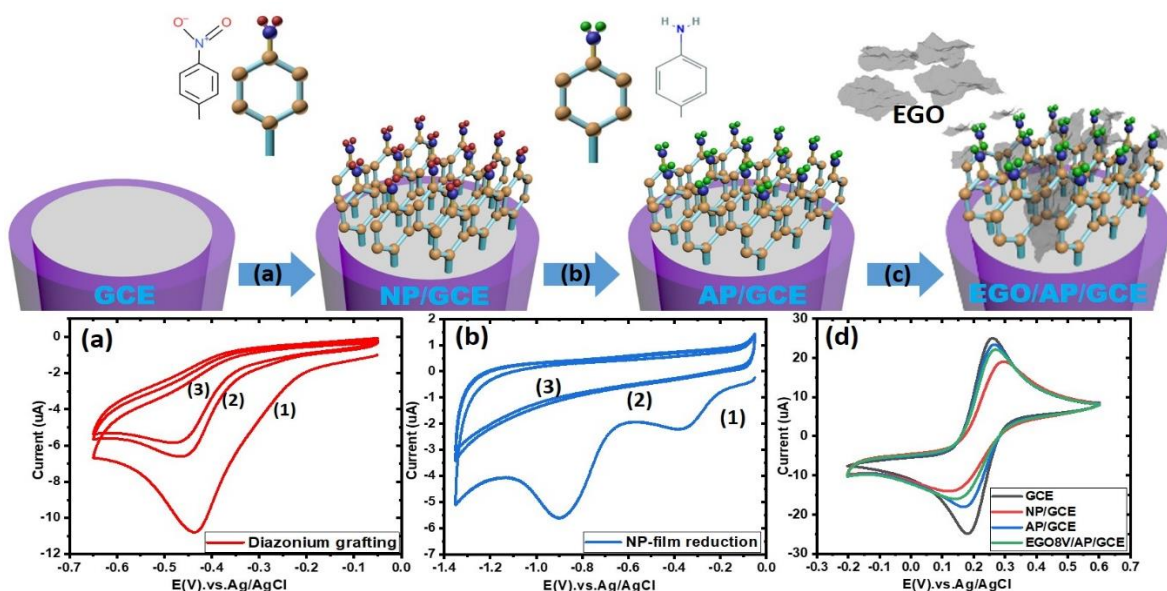 O⁻
O
N⁺
H
H
N
EGO
(a)
(b)
(c)
GCE
NP/GCE
AP/GCE
EGO/AP/GCE
(a)
0
-2
-4
-6
-8
-10
-12
Current (uA)
(3)
(2)
(1)
Diazonium grafting
-0.7
-0.6
-0.5
-0.4
-0.3
-0.2
-0.1
0.0
E(V).vs.Ag/AgCl
(b)
2
1
0
-1
-2
-3
-4
-5
-6
-7
Current (uA)
(3)
(2)
(1)
NP-film reduction
-1.4
-1.2
-1.0
-0.8
-0.6
-0.4
-0.2
0.0
E(V).vs.Ag/AgCl
(d)
30
20
10
0
-10
-20
-30
Current (uA)
GCE
NP/GCE
AP/GCE
EGO8V/AP/GCE
-0.3
-0.2
-0.1
0.0
0.1
0.2
0.3
0.4
0.5
0.6
0.7
E(V).vs.Ag/AgCl